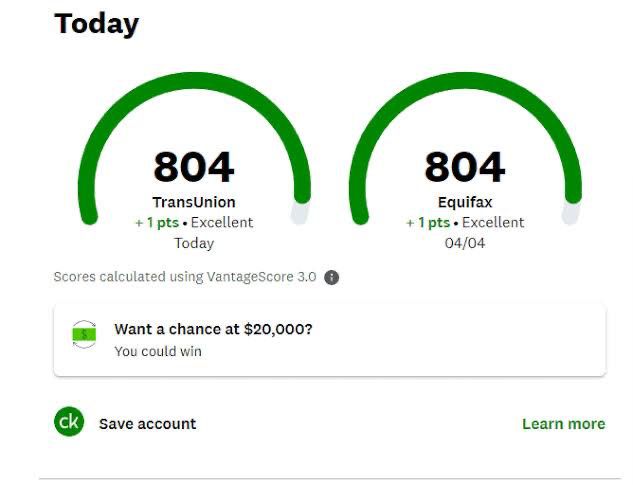 Today
804
TransUnion
+ 1 pts • Excellent
Today
804
Equifax
+ 1 pts • Excellent
04/04
Scores calculated using VantageScore 3.0 i
$
Want a chance at $20,000?
You could win
ck Save account Learn more